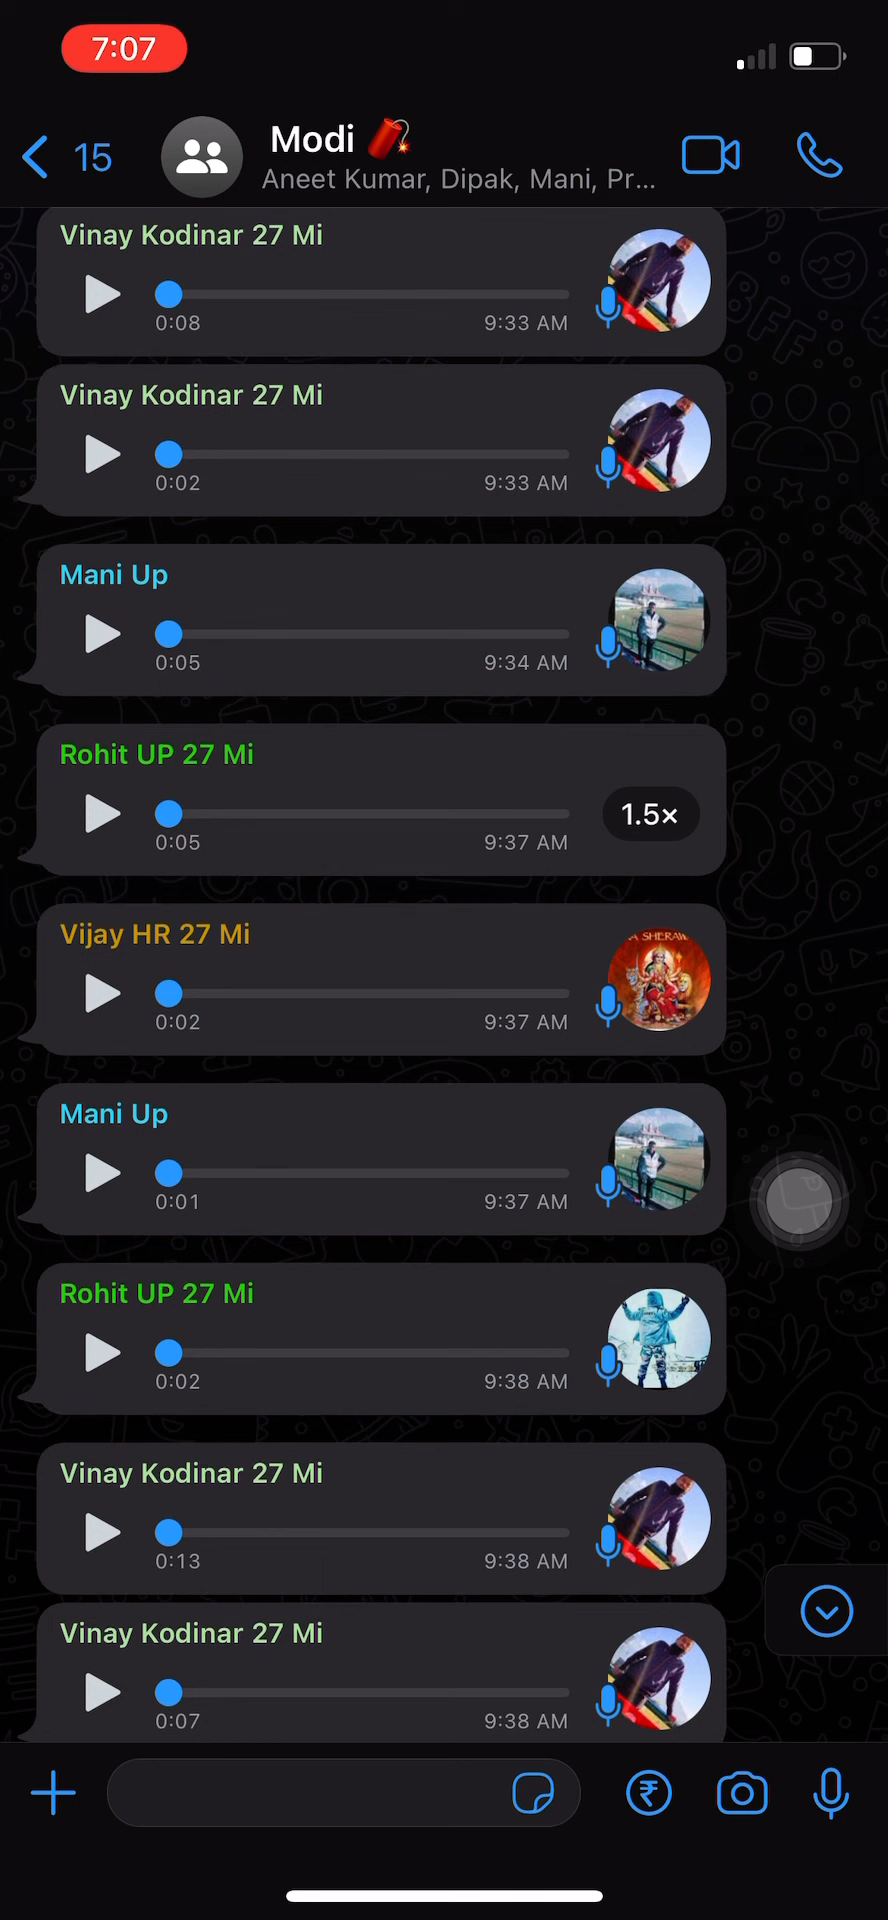 7:07
15
Modi 🧨
Aneet Kumar, Dipak, Mani, Pr...
Vinay Kodinar 27 Mi
0:08 9:33 AM
Vinay Kodinar 27 Mi
0:02 9:33 AM
Mani Up
0:05 9:34 AM
Rohit UP 27 Mi
1.5×
0:05 9:37 AM
Vijay HR 27 Mi
A SHERAW
0:02 9:37 AM
Mani Up
0:01 9:37 AM
Rohit UP 27 Mi
0:02 9:38 AM
Vinay Kodinar 27 Mi
0:13 9:38 AM
Vinay Kodinar 27 Mi
0:07 9:38 AM
₹